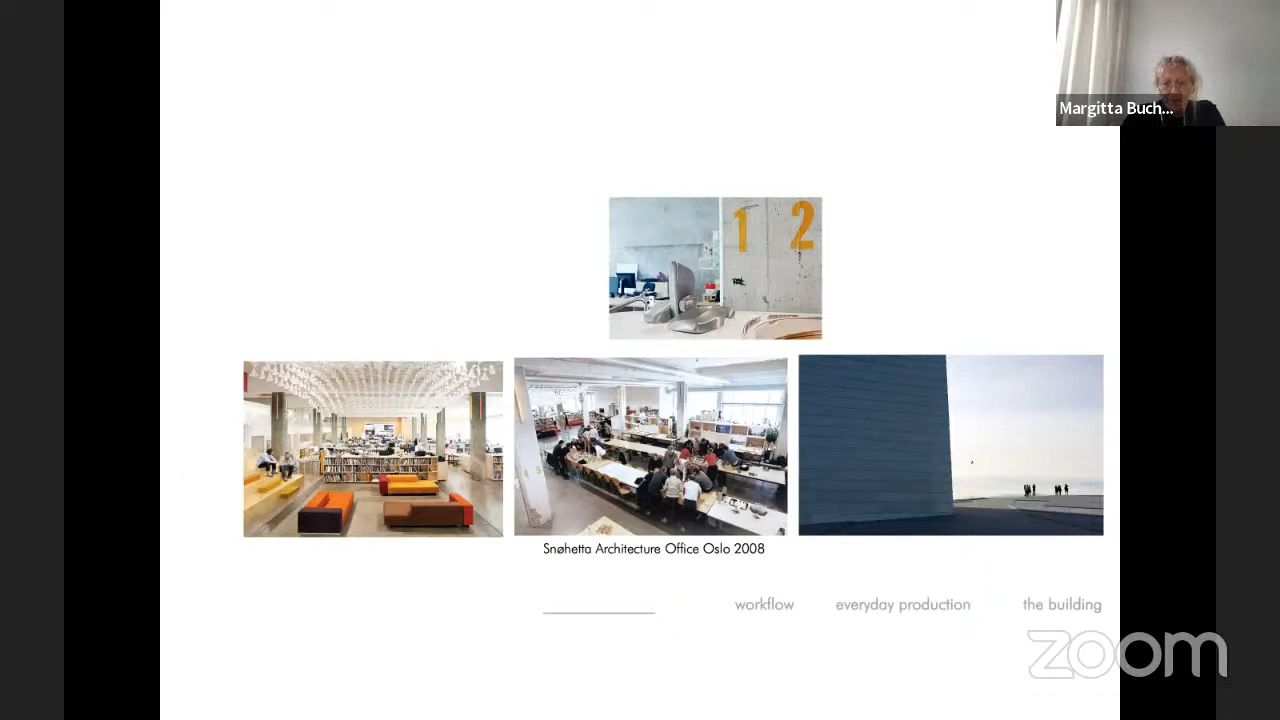 Margitta Buch...
1 2
Snøhetta Architecture Office Oslo 2008
workflow everyday production the building
zoom